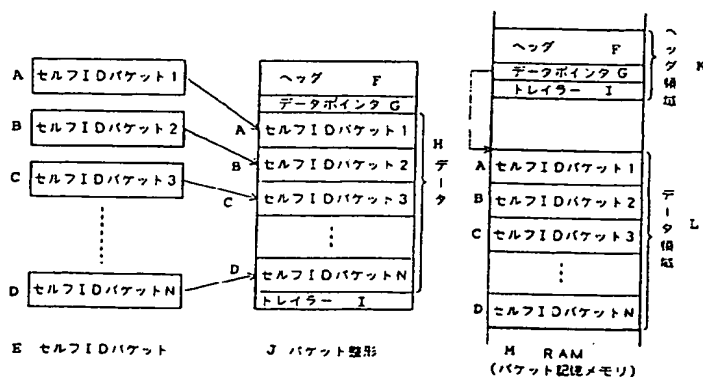 A セルフIDパケット1
B セルフIDパケット2
C セルフIDパケット3
D セルフIDパケットN
E セルフIDパケット
ヘッダ F
データポインタ G
A セルフIDパケット1
B セルフIDパケット2
C セルフIDパケット3
D セルフIDパケットN
トレイラー I
H データ
J パケット整形
ヘッダ F
データポインタ G
トレイラー I
ヘッダ領域 K
A セルフIDパケット1
B セルフIDパケット2
C セルフIDパケット3
D セルフIDパケットN
データ領域 L
M RAM
(パケット記憶メモリ)